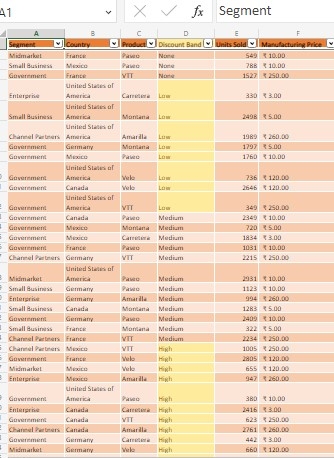 A1 fx Segment
A B C D E F
Segment Country Product Discount Band Units Sold Manufacturing Price
Midmarket France Paseo None 549 ₹ 10.00
Small Business Mexico Paseo None 788 ₹ 10.00
Government France VTT None 1527 ₹ 250.00
United States of
Enterprise America Carretera Low 330 ₹ 3.00
United States of
Small Business America Montana Low 2498 ₹ 5.00
United States of
Channel Partners America Amarilla Low 1989 ₹ 260.00
Government Germany Montana Low 1797 ₹ 5.00
Government Mexico Paseo Low 1760 ₹ 10.00
United States of
Government America Velo Low 736 ₹ 120.00
Government Canada Velo Low 2646 ₹ 120.00
United States of
Government America VTT Low 349 ₹ 250.00
Government Canada Paseo Medium 2349 ₹ 10.00
Government Mexico Montana Medium 720 ₹ 5.00
Government Mexico Carretera Medium 1834 ₹ 3.00
Government France Paseo Medium 1031 ₹ 10.00
Channel Partners Germany VTT Medium 2215 ₹ 250.00
United States of
Midmarket America Paseo Medium 2931 ₹ 10.00
Small Business Germany Paseo Medium 1123 ₹ 10.00
Enterprise Germany Amarilla Medium 994 ₹ 260.00
Small Business Canada Montana Medium 1283 ₹ 5.00
Government Germany Paseo Medium 2409 ₹ 10.00
Small Business France Montana Medium 322 ₹ 5.00
Small Business France VTT Medium 2234 ₹ 250.00
Channel Partners France VTT High 1005 ₹ 250.00
Government France Velo High 2805 ₹ 120.00
Midmarket Mexico Velo High 655 ₹ 120.00
Enterprise Mexico Amarilla High 947 ₹ 260.00
United States of
Government America Paseo High 380 ₹ 10.00
Enterprise Canada Carretera High 2416 ₹ 3.00
Government Canada VTT High 623 ₹ 250.00
Channel Partners Canada Amarilla High 2761 ₹ 260.00
Government Germany Carretera High 442 ₹ 3.00
Midmarket Germany Velo High 660 ₹ 120.00